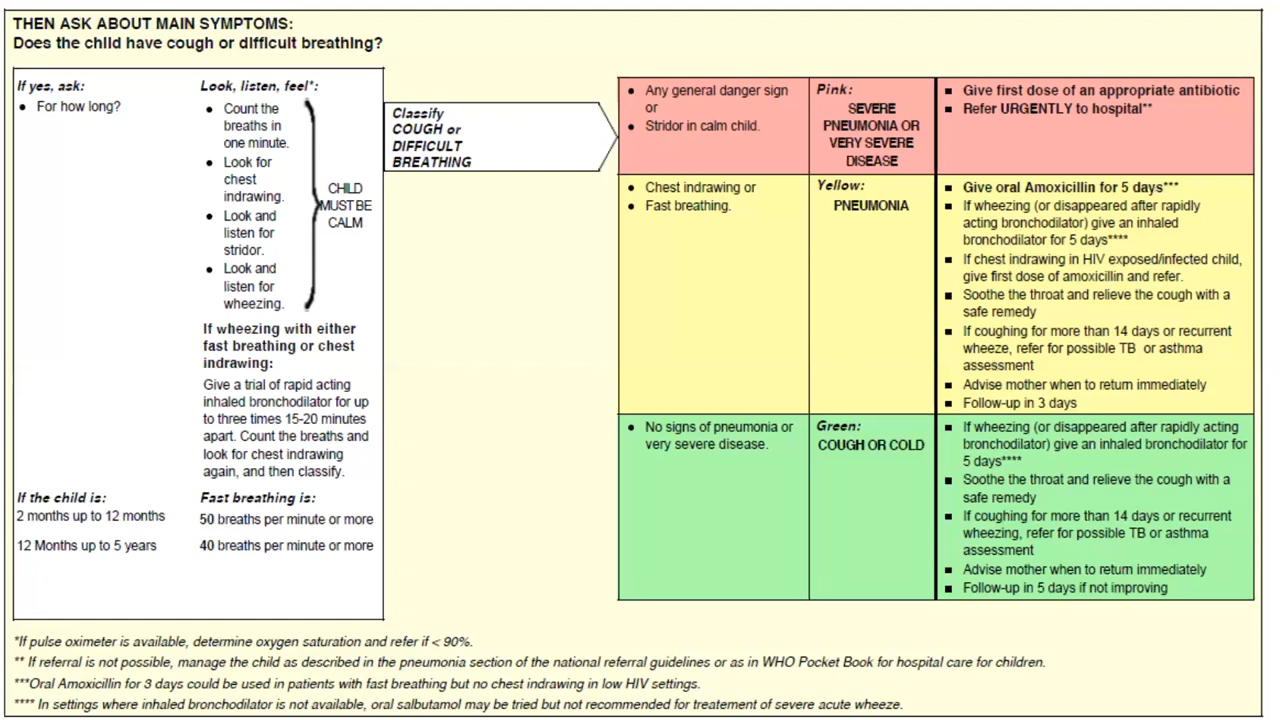 THEN ASK ABOUT MAIN SYMPTOMS:
Does the child have cough or difficult breathing?
If yes, ask:
● For how long?
Look, listen, feel*:
● Count the
breaths in
one minute.
● Look for
chest
indrawing.
● Look and
listen for
stridor.
● Look and
listen for
wheezing.
CHILD
MUST BE
CALM
If wheezing with either
fast breathing or chest
indrawing:
Give a trial of rapid acting
inhaled bronchodilator for up
to three times 15-20 minutes
apart. Count the breaths and
look for chest indrawing
again, and then classify.
If the child is:
2 months up to 12 months
12 Months up to 5 years
Fast breathing is:
50 breaths per minute or more
40 breaths per minute or more
Classify
COUGH or
DIFFICULT
BREATHING
● Any general danger sign
or
● Stridor in calm child.
Pink:
SEVERE
PNEUMONIA OR
VERY SEVERE
DISEASE
■ Give first dose of an appropriate antibiotic
■ Refer URGENTLY to hospital**
● Chest indrawing or
● Fast breathing.
Yellow:
PNEUMONIA
■ Give oral Amoxicillin for 5 days***
■ If wheezing (or disappeared after rapidly
acting bronchodilator) give an inhaled
bronchodilator for 5 days****
■ If chest indrawing in HIV exposed/infected child,
give first dose of amoxicillin and refer.
■ Soothe the throat and relieve the cough with a
safe remedy
■ If coughing for more than 14 days or recurrent
wheeze, refer for possible TB or asthma
assessment
■ Advise mother when to return immediately
■ Follow-up in 3 days
● No signs of pneumonia or
very severe disease.
Green:
COUGH OR COLD
■ If wheezing (or disappeared after rapidly acting
bronchodilator) give an inhaled bronchodilator for
5 days****
■ Soothe the throat and relieve the cough with a
safe remedy
■ If coughing for more than 14 days or recurrent
wheezing, refer for possible TB or asthma
assessment
■ Advise mother when to return immediately
■ Follow-up in 5 days if not improving
*If pulse oximeter is available, determine oxygen saturation and refer if < 90%.
** If referral is not possible, manage the child as described in the pneumonia section of the national referral guidelines or as in WHO Pocket Book for hospital care for children.
***Oral Amoxicillin for 3 days could be used in patients with fast breathing but no chest indrawing in low HIV settings.
**** In settings where inhaled bronchodilator is not available, oral salbutamol may be tried but not recommended for treatement of severe acute wheeze.